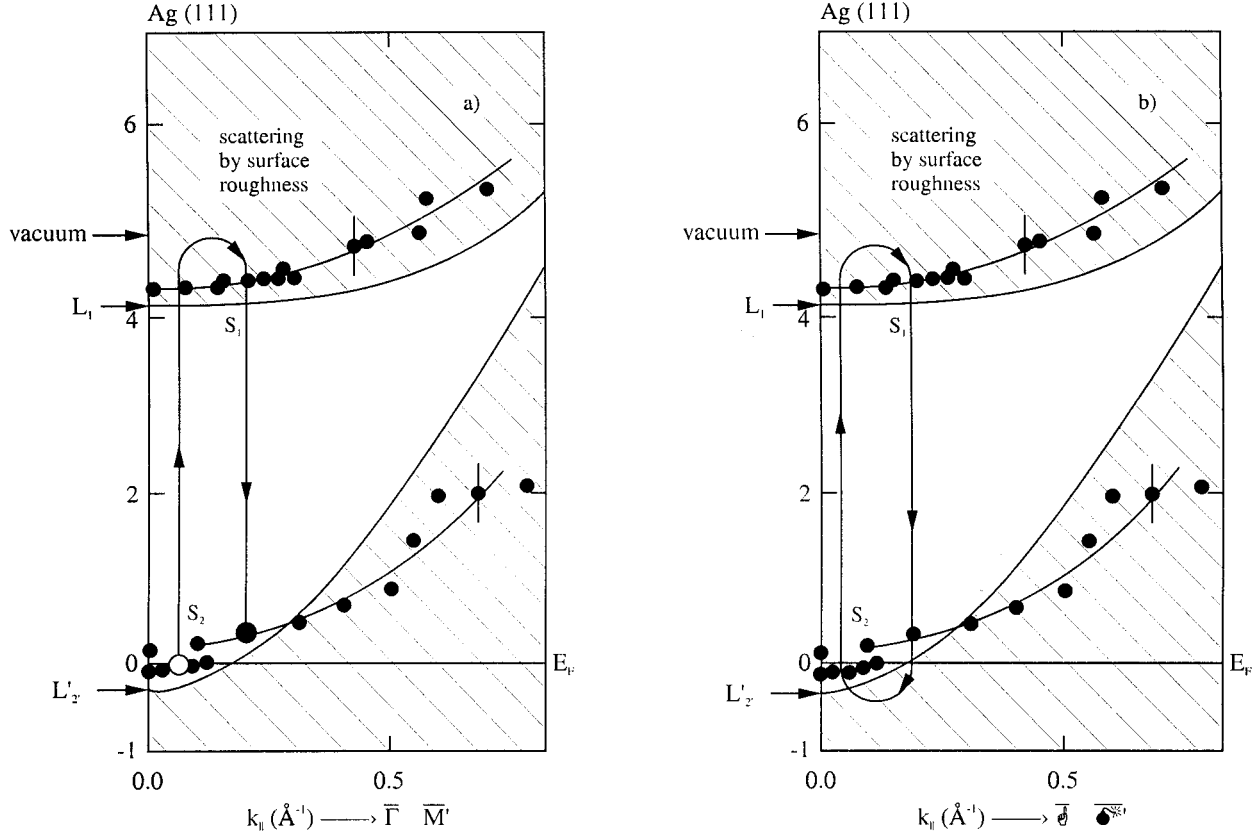 Ag (111)
a)
6
scattering
by surface
roughness
vacuum
L₁
4
S₁
2
S₂
0
E_F
L'₂'
-1
0.0
0.5
k∥ (Å⁻¹) ⟶ Γ̅ M̅'
Ag (111)
b)
6
scattering
by surface
roughness
vacuum
L₁
4
S₁
2
S₂
0
E_F
L'₂'
-1
0.0
0.5
k∥ (Å⁻¹) ⟶